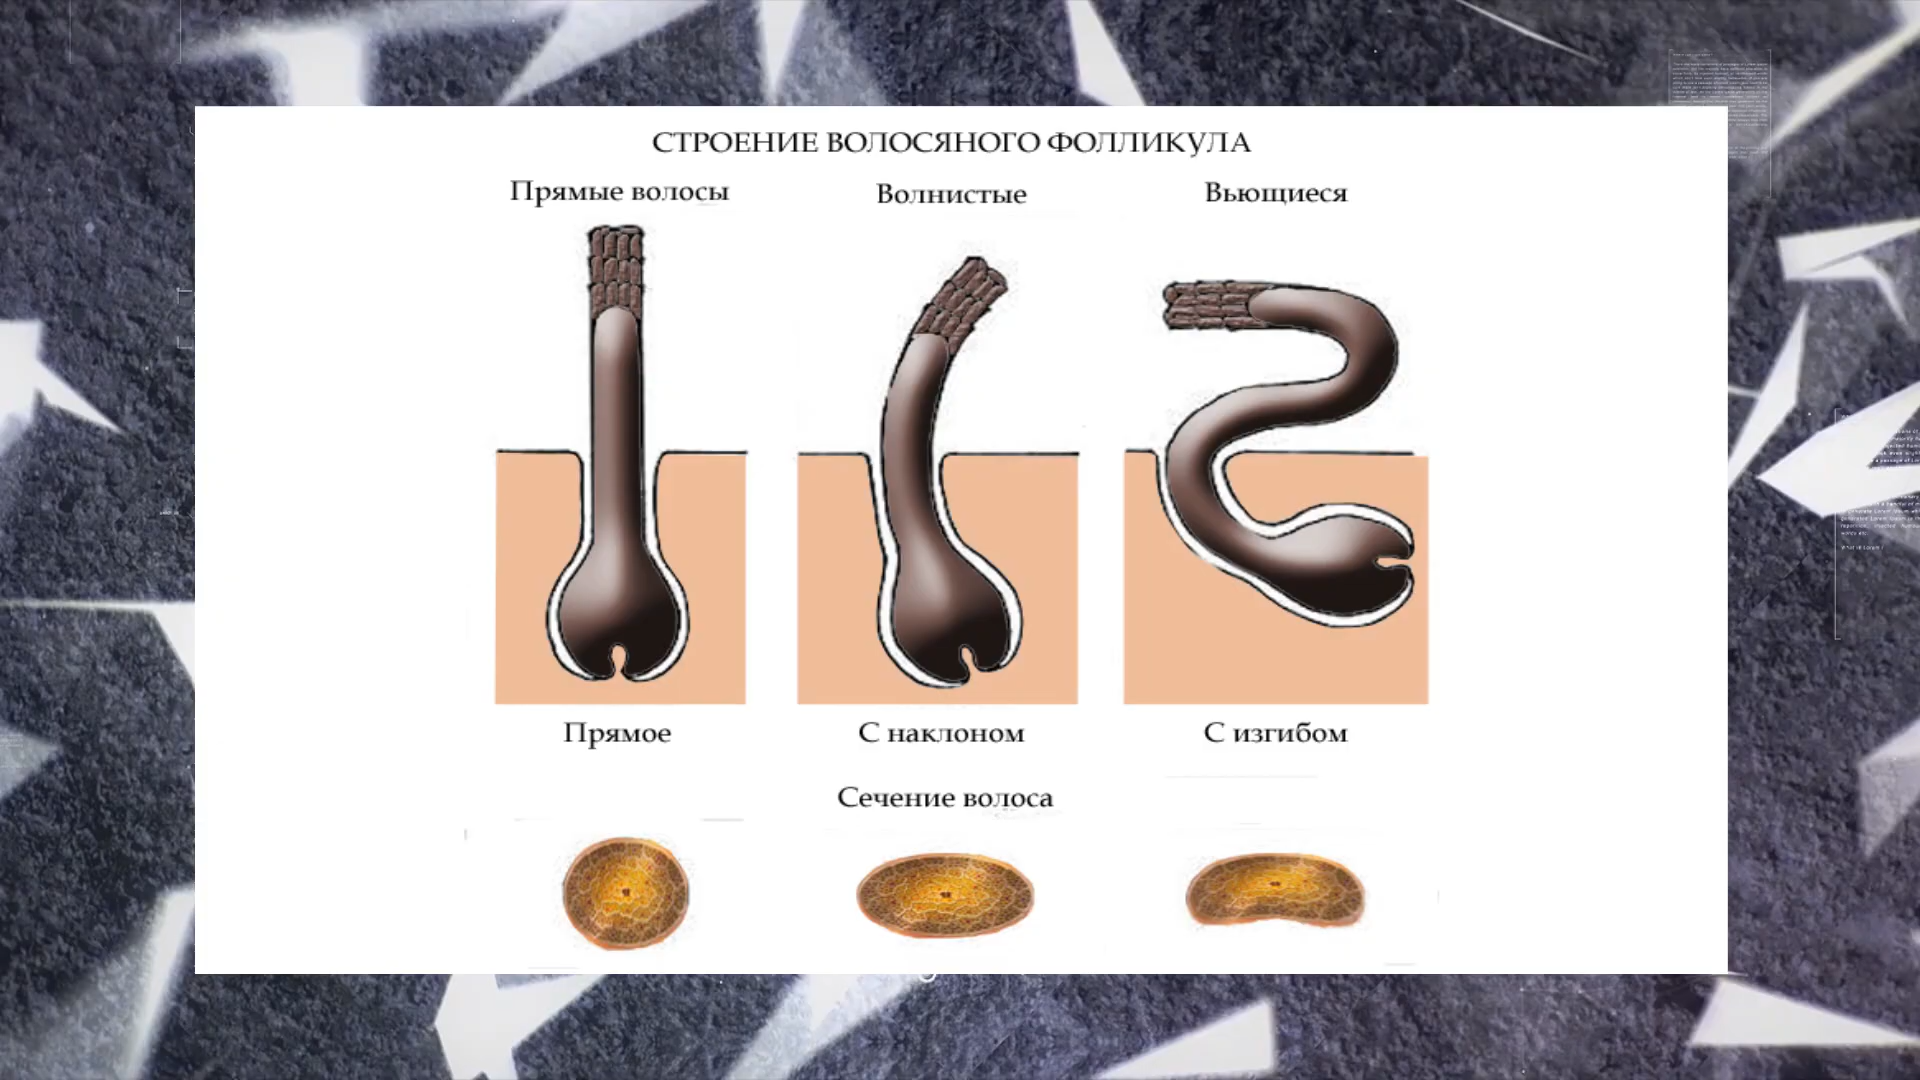 СТРОЕНИЕ ВОЛОСЯНОГО ФОЛЛИКУЛА
Прямые волосы
Волнистые
Вьющиеся
Прямое
С наклоном
С изгибом
Сечение волоса